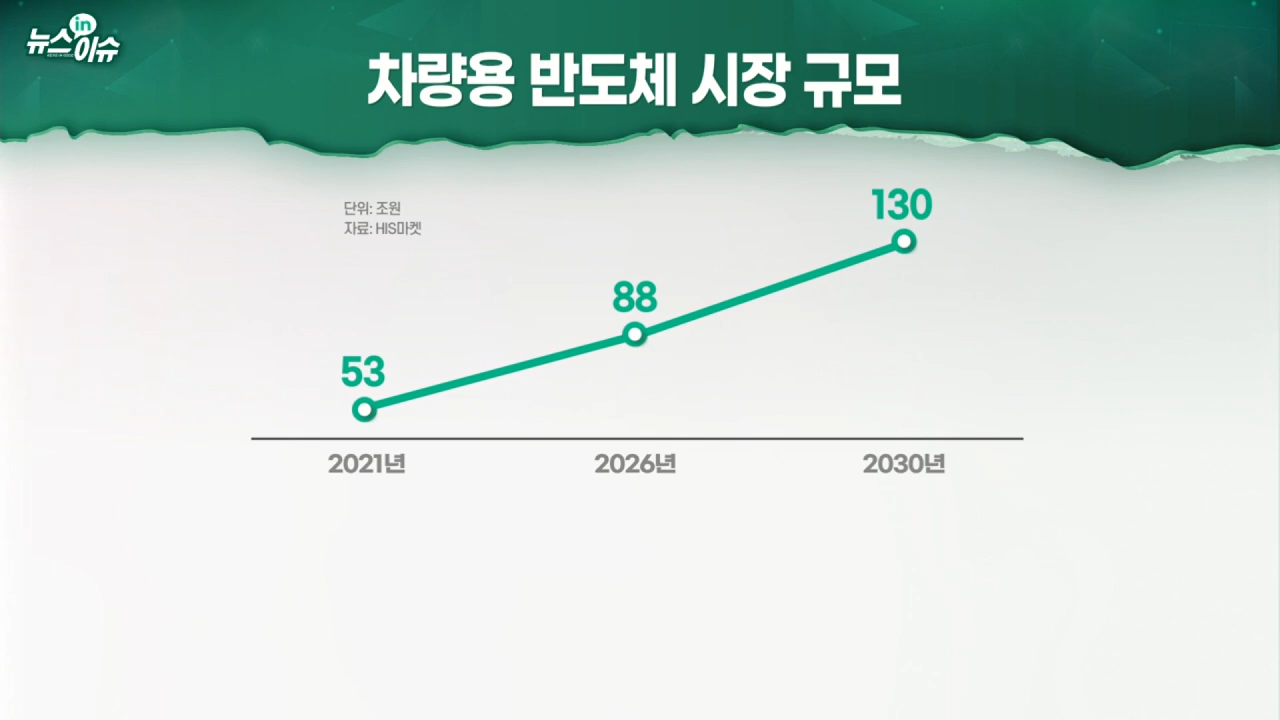 뉴스in이슈
차량용 반도체 시장 규모
단위: 조원
자료: HIS마켓
130
88
53
2021년 2026년 2030년